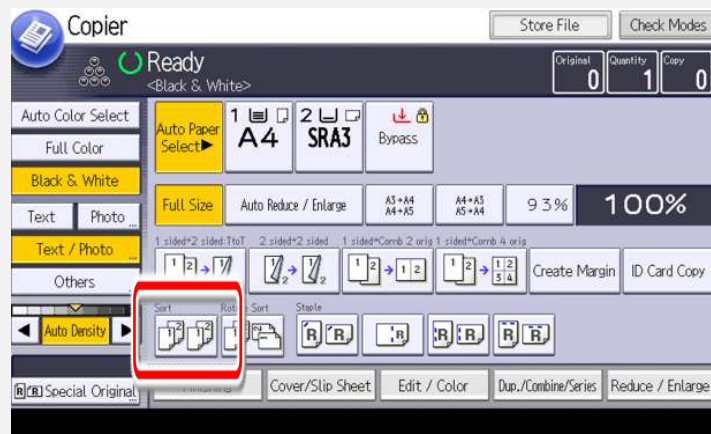 Copier
Store File
Check Modes
Ready
<Black & White>
Original
0
Quantity
1
Copy
0
Auto Color Select
Full Color
Black & White
Text
Photo
Text / Photo
Others
Auto Density
Special Original
Auto Paper
Select▶
1
A4
2
SRA3
Bypass
Full Size
Auto Reduce / Enlarge
A3→A4
A4→A5
A4→A3
A5→A4
93%
100%
1 sided→2 sided:TtoT
2 sided→2 sided
1 sided→Comb 2 orig
1 sided→Comb 4 orig
Create Margin
ID Card Copy
Sort
Sort
Staple
Cover/Slip Sheet
Edit / Color
Dup./Combine/Series
Reduce / Enlarge